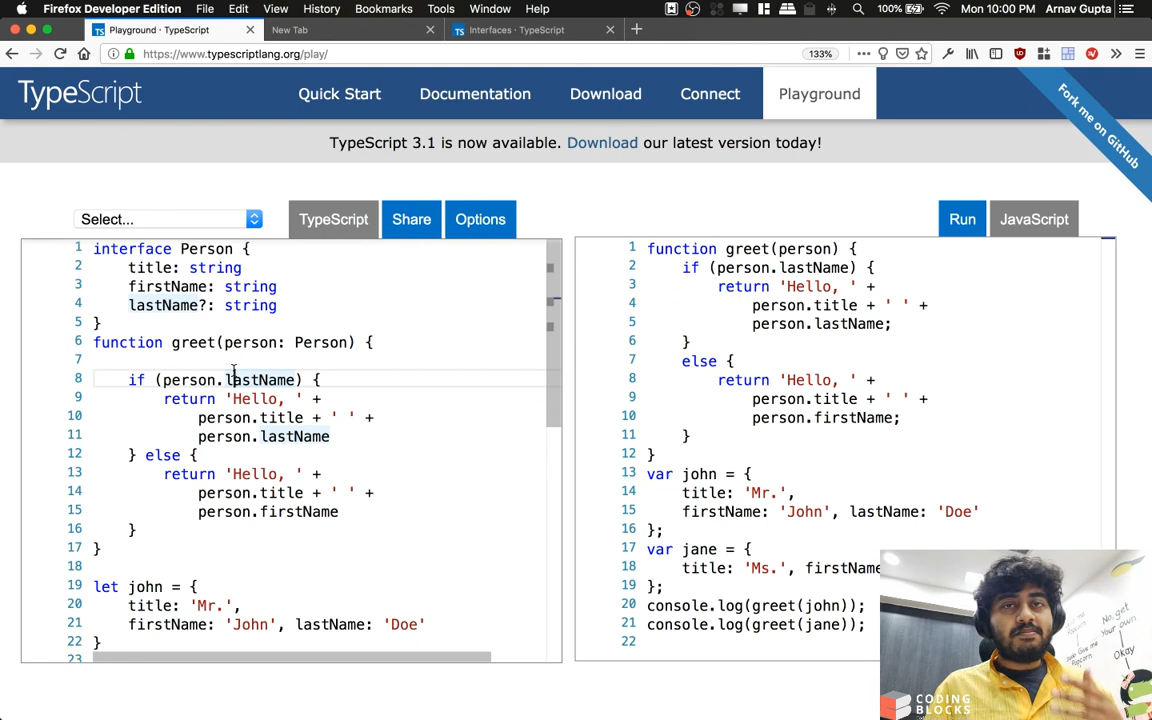 Firefox Developer Edition File Edit View History Bookmarks Tools Window Help 100% Mon 10:00 PM Arnav Gupta
TS Playground · TypeScript New Tab TS Interfaces · TypeScript
https://www.typescriptlang.org/play/ 133%
TypeScript Quick Start Documentation Download Connect Playground
Fork me on GitHub
TypeScript 3.1 is now available. Download our latest version today!
Select... TypeScript Share Options Run JavaScript
1 interface Person {
2 title: string
3 firstName: string
4 lastName?: string
5 }
6 function greet(person: Person) {
7
8 if (person.lastName) {
9 return 'Hello, ' +
10 person.title + ' ' +
11 person.lastName
12 } else {
13 return 'Hello, ' +
14 person.title + ' ' +
15 person.firstName
16 }
17 }
18
19 let john = {
20 title: 'Mr.',
21 firstName: 'John', lastName: 'Doe'
22 }
23
1 function greet(person) {
2 if (person.lastName) {
3 return 'Hello, ' +
4 person.title + ' ' +
5 person.lastName;
6 }
7 else {
8 return 'Hello, ' +
9 person.title + ' ' +
10 person.firstName;
11 }
12 }
13 var john = {
14 title: 'Mr.',
15 firstName: 'John', lastName: 'Doe'
16 };
17 var jane = {
18 title: 'Ms.', firstName
19 };
20 console.log(greet(john));
21 console.log(greet(jane));
22
No, get
Your own
Okay
CODING
BLOCKS